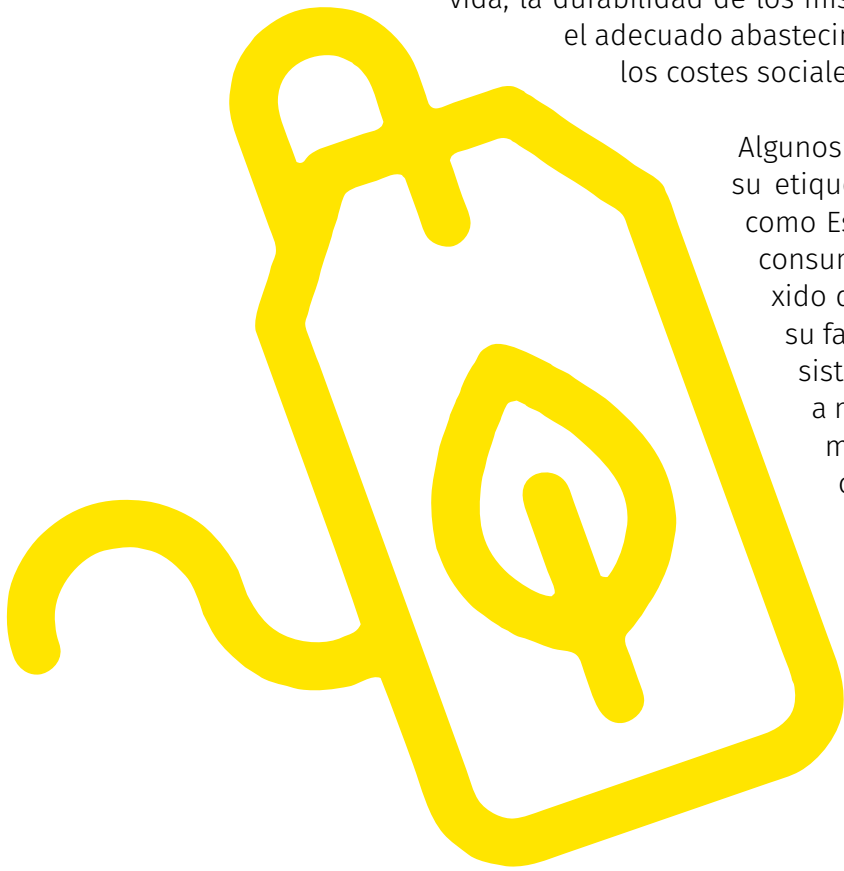 vida, la durabilidad de los mis
el adecuado abastecin
los costes sociale
Algunos
su etique
como Es
consun
xido c
su fa
sist
a n
m
c